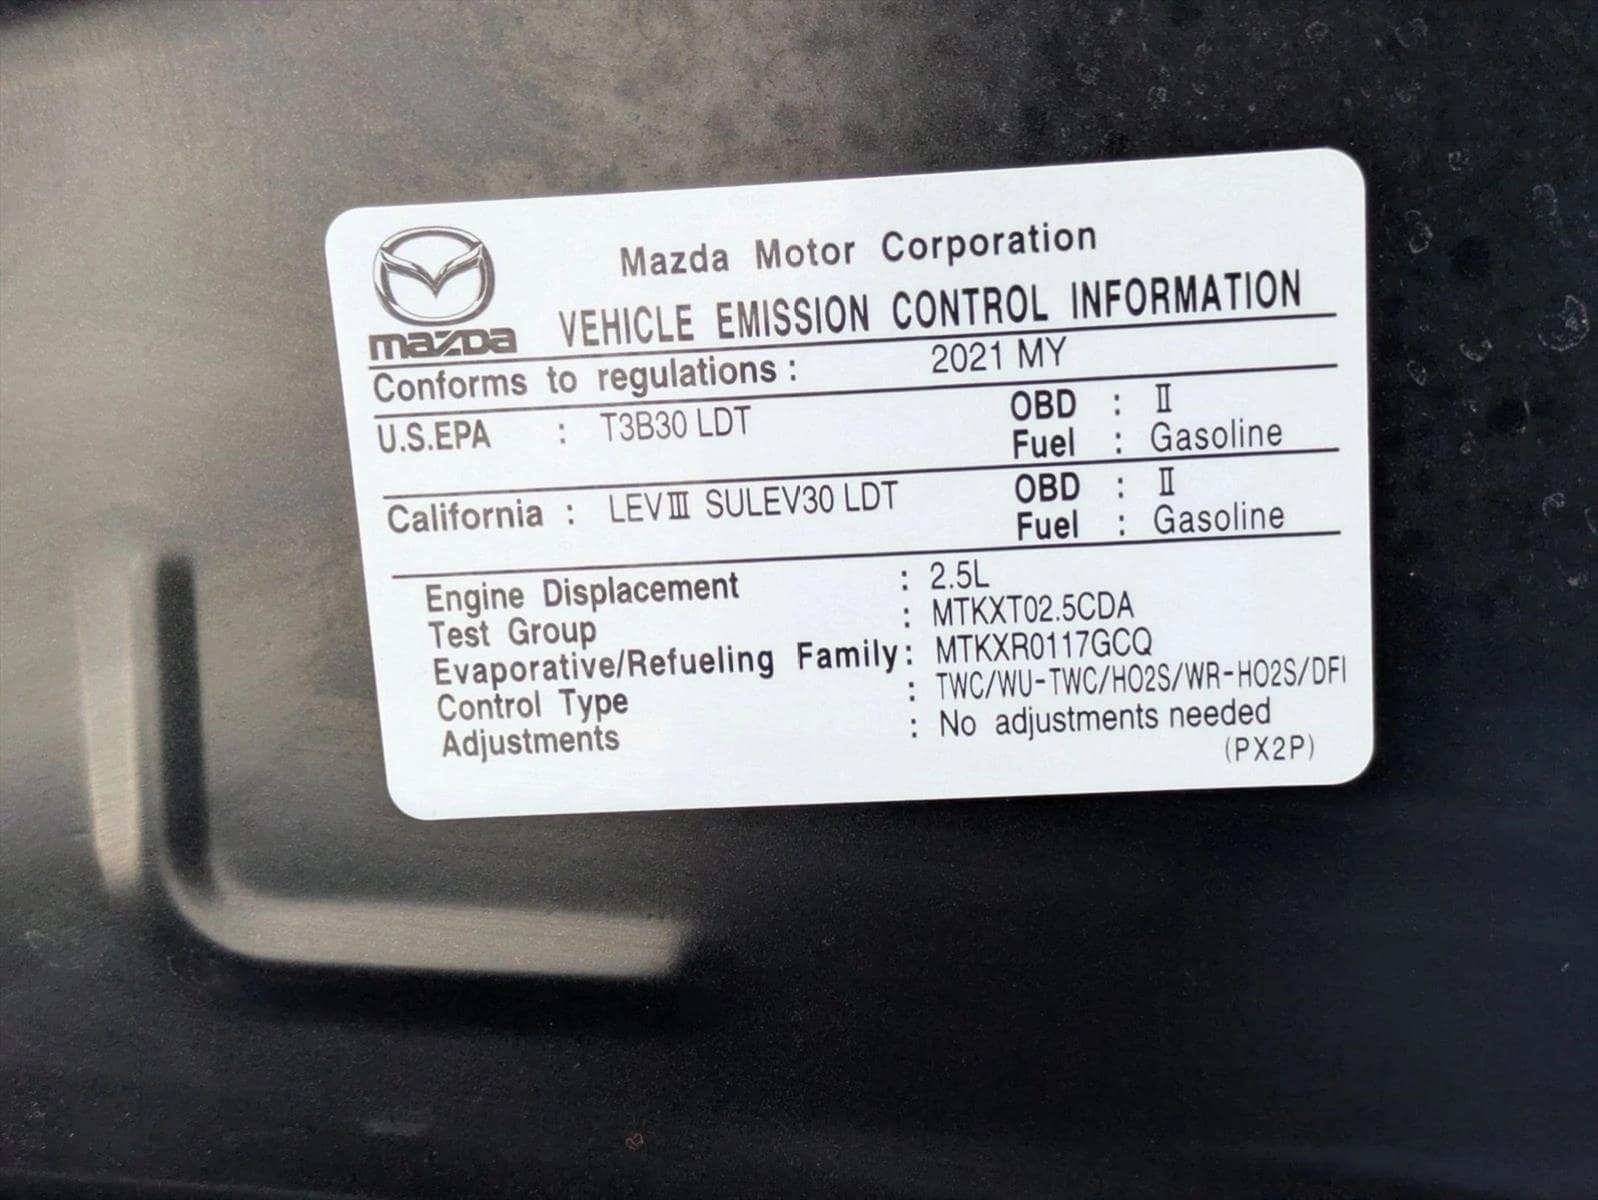 Mazda Motor Corporation
mazda VEHICLE EMISSION CONTROL INFORMATION
Conforms to regulations : 2021 MY
U.S.EPA : T3B30 LDT OBD : Ⅱ
Fuel : Gasoline
California : LEVⅢ SULEV30 LDT OBD : Ⅱ
Fuel : Gasoline
Engine Displacement : 2.5L
Test Group : MTKXT02.5CDA
Evaporative/Refueling Family : MTKXR0117GCQ
Control Type : TWC/WU-TWC/HO2S/WR-HO2S/DFI
Adjustments : No adjustments needed
(PX2P)